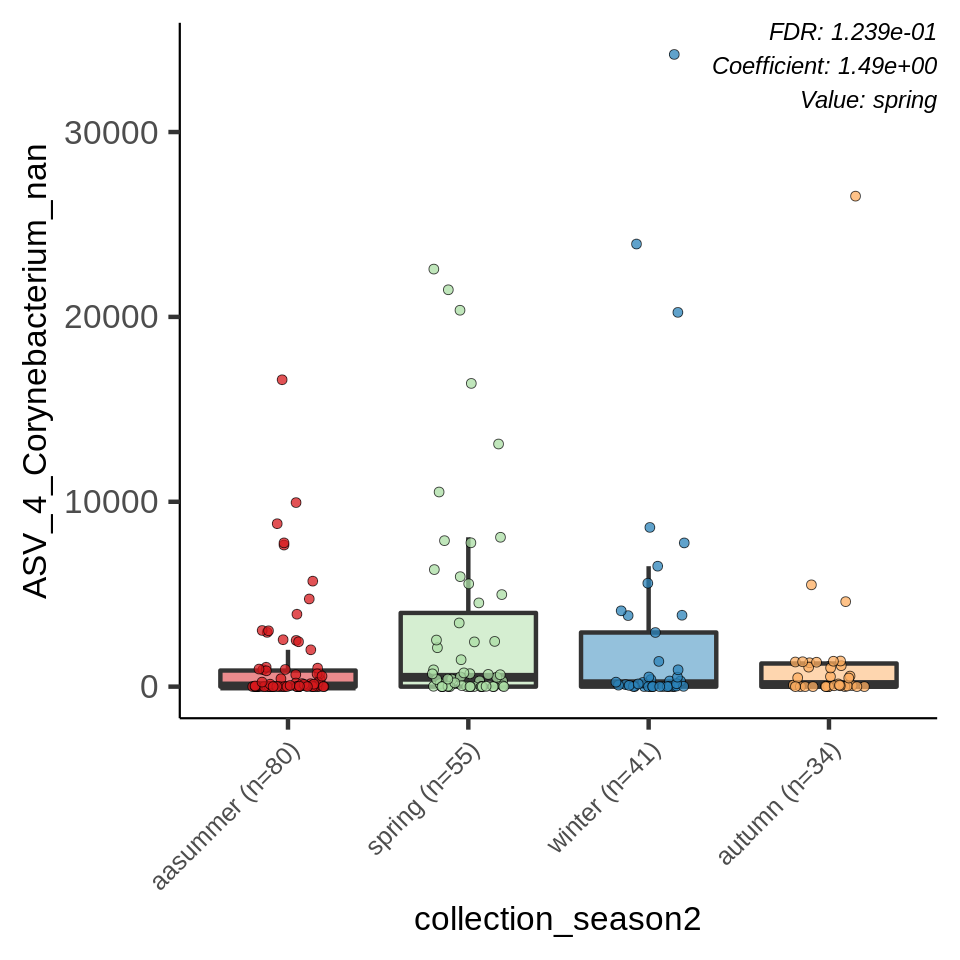 FDR: 1.239e-01
Coefficient: 1.49e+00
Value: spring
ASV_4_Corynebacterium_nan
30000
20000
10000
0
aasummer (n=80)
spring (n=55)
winter (n=41)
autumn (n=34)
collection_season2